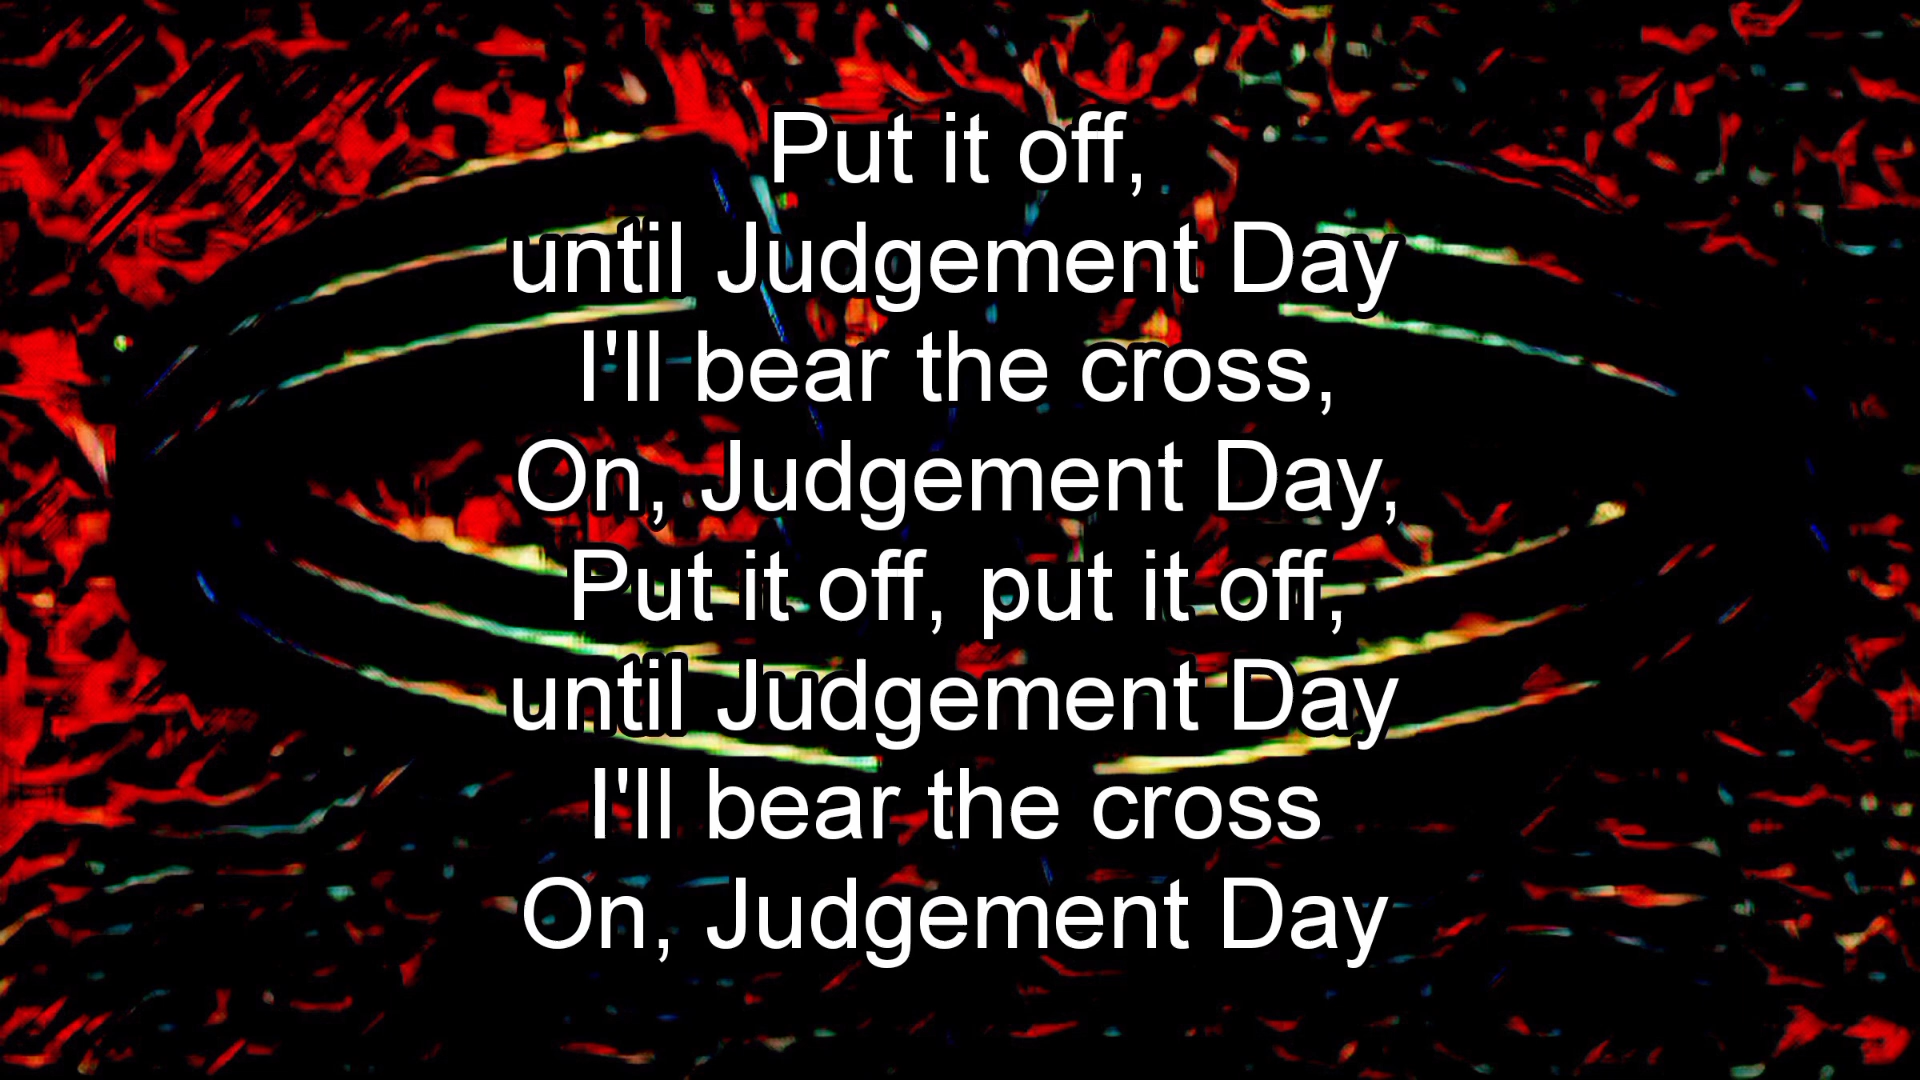 Put it off,
until Judgement Day
I'll bear the cross,
On, Judgement Day,
Put it off, put it off,
until Judgement Day
I'll bear the cross
On, Judgement Day